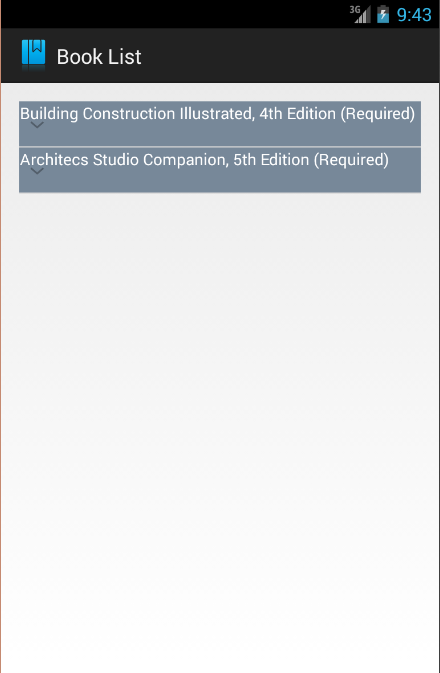 3G
9:43
Book List
Building Construction Illustrated, 4th Edition (Required)
Architecs Studio Companion, 5th Edition (Required)